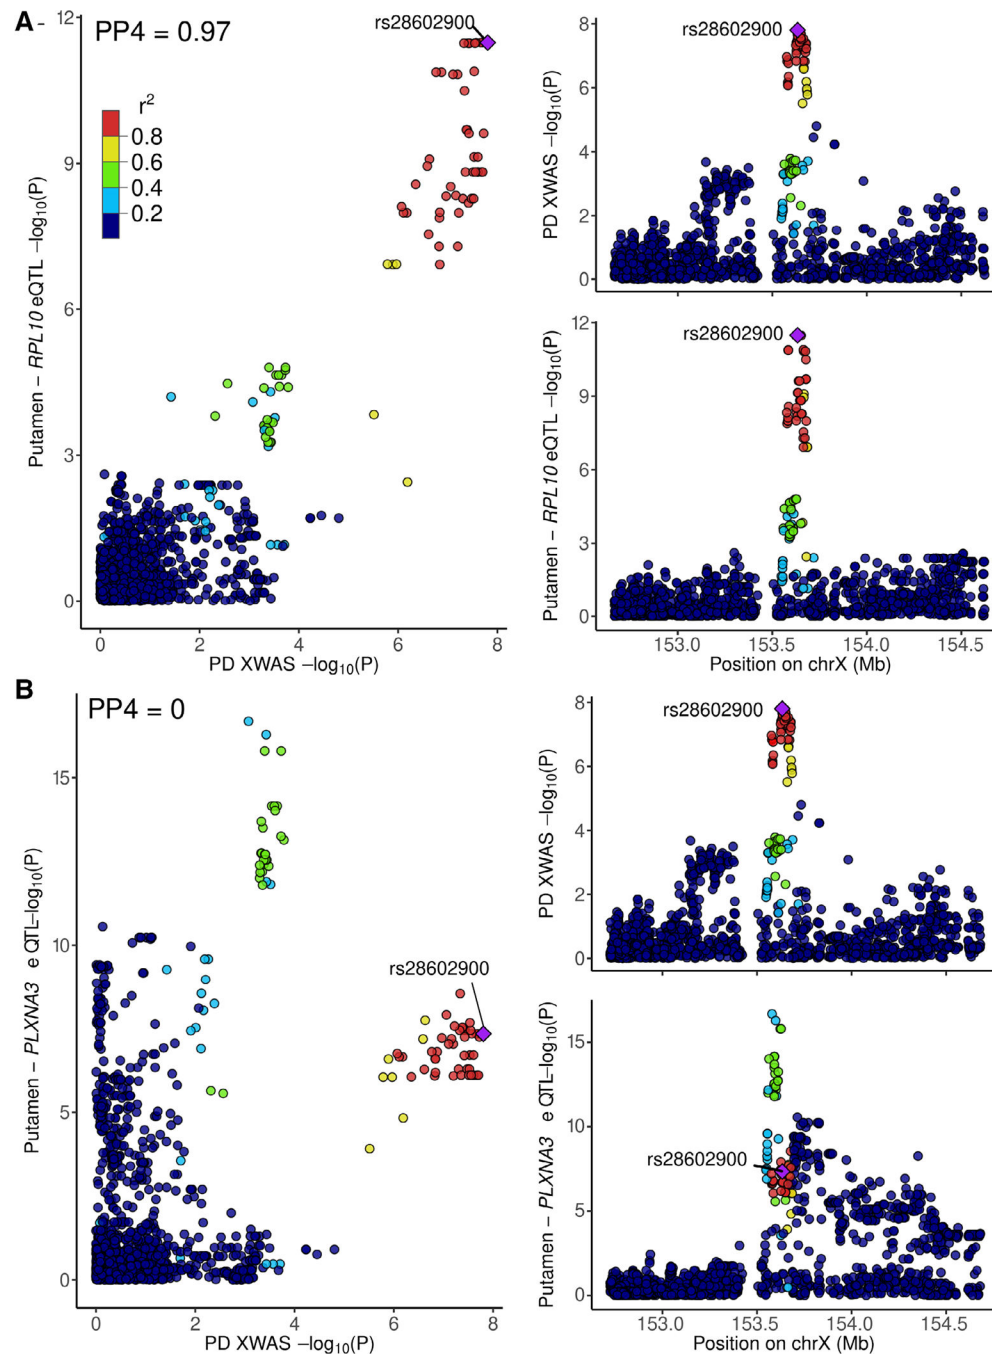 A
PP4 = 0.97
rs28602900
r²
0.8
0.6
0.4
0.2
12
9
6
3
0
Putamen – RPL10 eQTL –log₁₀(P)
0 2 4 6 8
PD XWAS –log₁₀(P)
rs28602900
8
6
4
2
0
PD XWAS –log₁₀(P)
rs28602900
12
9
6
3
0
Putamen – RPL10 eQTL –log₁₀(P)
153.0 153.5 154.0 154.5
Position on chrX (Mb)
B
PP4 = 0
rs28602900
15
10
5
0
Putamen – PLXNA3 e QTL–log₁₀(P)
0 2 4 6 8
PD XWAS –log₁₀(P)
rs28602900
8
6
4
2
0
PD XWAS –log₁₀(P)
rs28602900
15
10
5
0
Putamen – PLXNA3 e QTL–log₁₀(P)
153.0 153.5 154.0 154.5
Position on chrX (Mb)